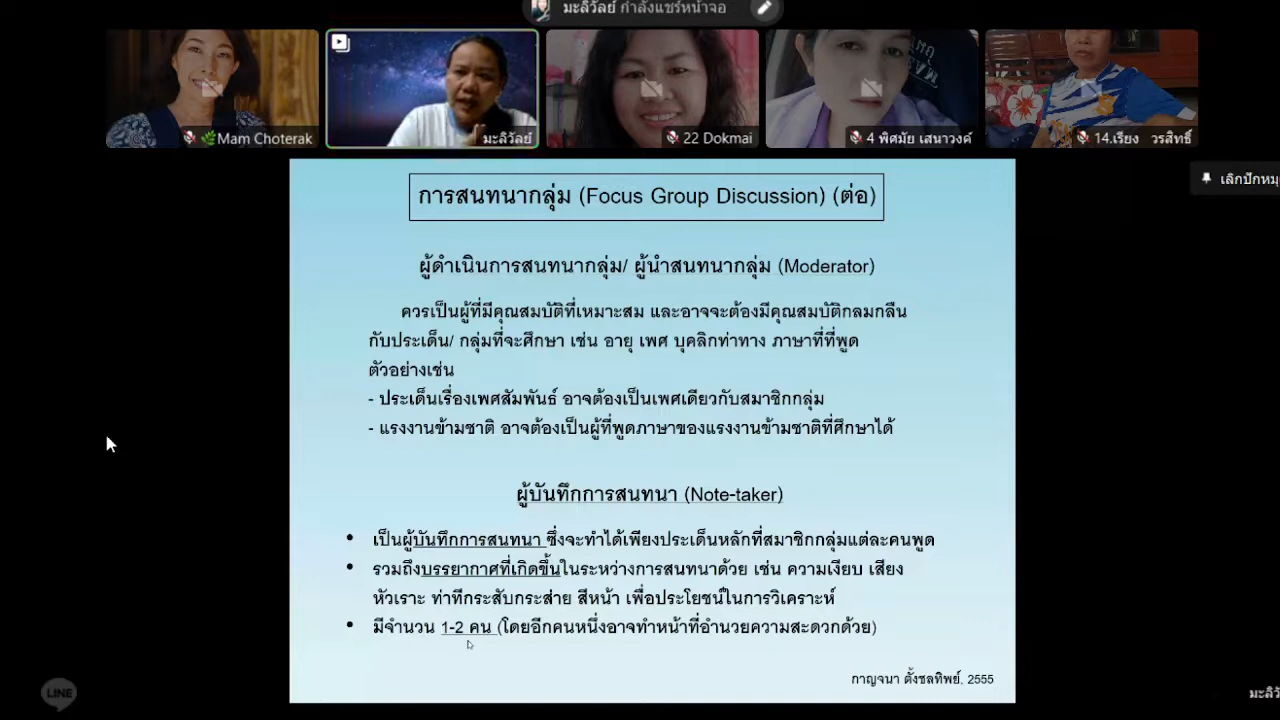 มะลิวัลย์ กำลังแชร์หน้าจอ
Mam Choterak
มะลิวัลย์
22 Dokmai
4 พิศมัย เสนาวงค์
14.เรียง วรสิทธิ์
เลิกปักหมุ
การสนทนากลุ่ม (Focus Group Discussion) (ต่อ)
ผู้ดำเนินการสนทนากลุ่ม/ ผู้นำสนทนากลุ่ม (Moderator)
ควรเป็นผู้ที่มีคุณสมบัติที่เหมาะสม และอาจจะต้องมีคุณสมบัติกลมกลืน
กับประเด็น/ กลุ่มที่จะศึกษา เช่น อายุ เพศ บุคลิกท่าทาง ภาษาที่ที่พูด
ตัวอย่างเช่น
- ประเด็นเรื่องเพศสัมพันธ์ อาจต้องเป็นเพศเดียวกับสมาชิกกลุ่ม
- แรงงานข้ามชาติ อาจต้องเป็นผู้ที่พูดภาษาของแรงงานข้ามชาติที่ศึกษาได้
ผู้บันทึกการสนทนา (Note-taker)
• เป็นผู้บันทึกการสนทนา ซึ่งจะทำได้เพียงประเด็นหลักที่สมาชิกกลุ่มแต่ละคนพูด
• รวมถึงบรรยากาศที่เกิดขึ้นในระหว่างการสนทนาด้วย เช่น ความเงียบ เสียง
หัวเราะ ท่าทีกระสับกระส่าย สีหน้า เพื่อประโยชน์ในการวิเคราะห์
• มีจำนวน 1-2 คน (โดยอีกคนหนึ่งอาจทำหน้าที่อำนวยความสะดวกด้วย)
กาญจนา ตั้งชลทิพย์, 2555
LINE
มะลิวั